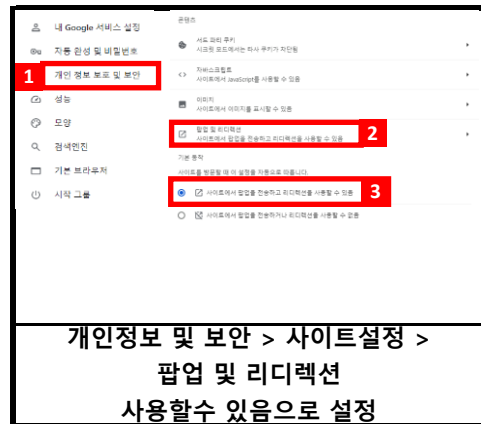 내 Google 서비스 설정
자동 완성 및 비밀번호
1
개인 정보 보호 및 보안
성능
모양
검색엔진
기본 브라우저
시작 그룹
콘텐츠
서드 파티 쿠키
시크릿 모드에서는 타사 쿠키가 차단됨
자바스크립트
사이트에서 JavaScript를 사용할 수 있음
이미지
사이트에서 이미지를 표시할 수 있음
팝업 및 리디렉션
사이트에서 팝업을 전송하고 리디렉션을 사용할 수 있음
2
기본 동작
사이트를 방문할 때 이 설정을 자동으로 따릅니다.
사이트에서 팝업을 전송하고 리디렉션을 사용할 수 있음
3
사이트에서 팝업을 전송하거나 리디렉션을 사용할 수 없음
개인정보 및 보안 > 사이트설정 >
팝업 및 리디렉션
사용할수 있음으로 설정